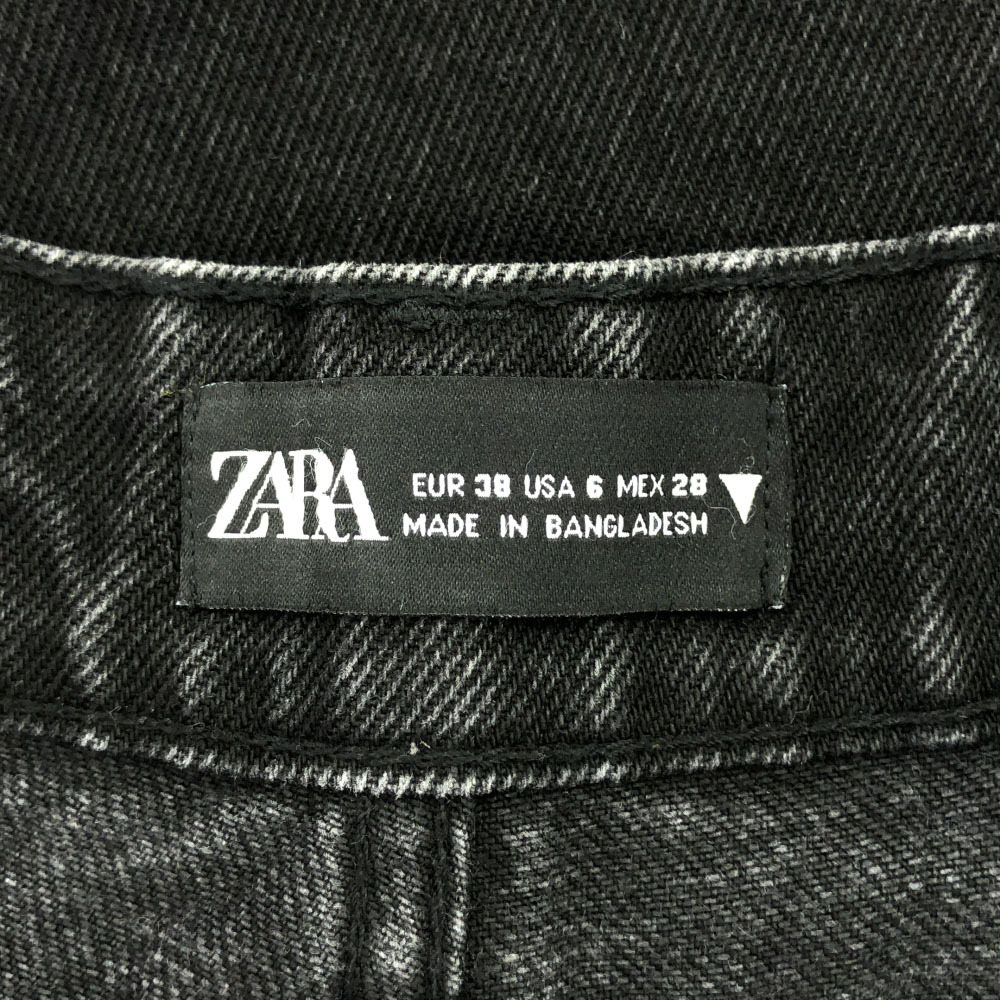 ZARA
EUR 38 USA 6 MEX 28
MADE IN BANGLADESH